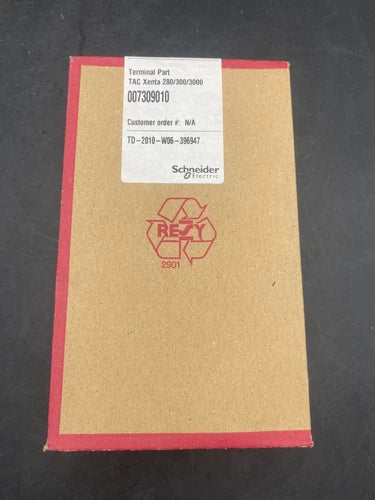 Terminal Part
TAC Xenta 280/300/3000
007309010
Customer order #: N/A
TD-2010-W06-396947
Schneider
Electric
RESY
2901